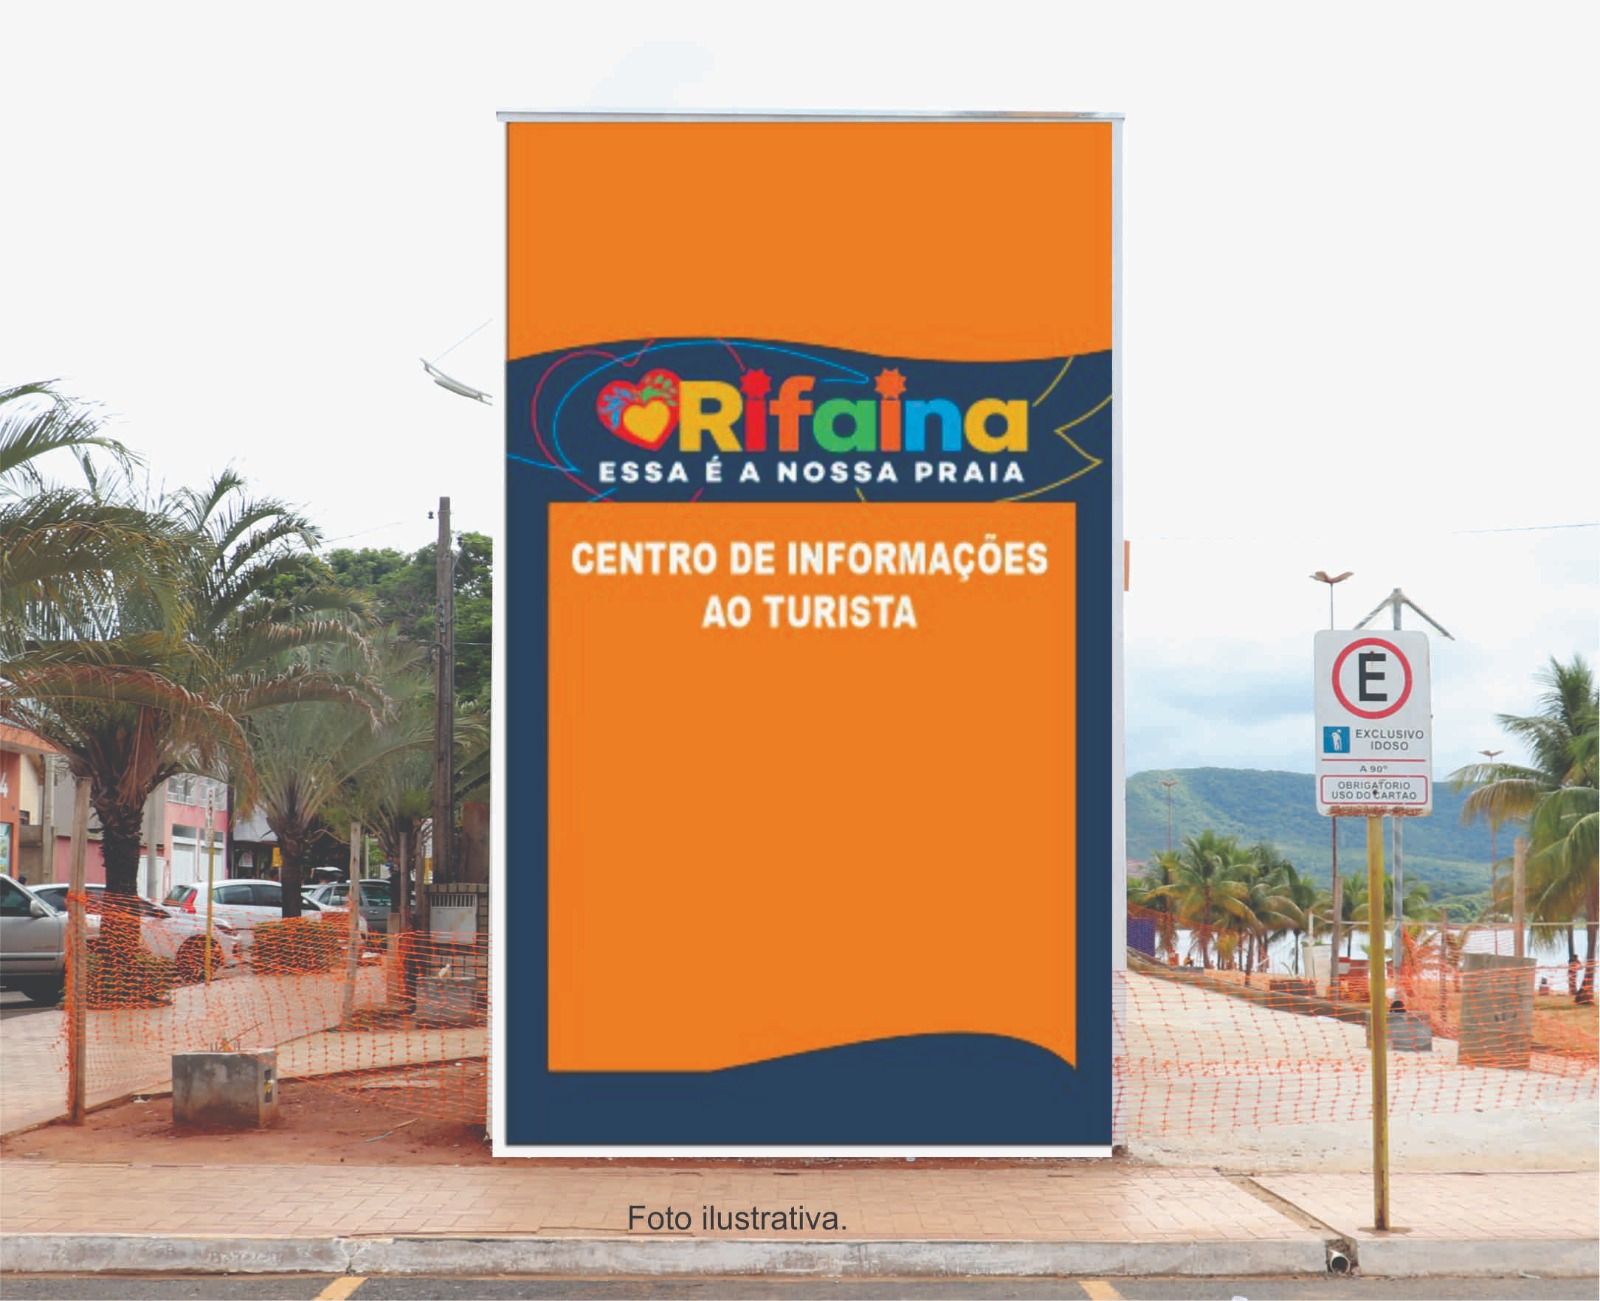 Rifaina
ESSA É A NOSSA PRAIA
CENTRO DE INFORMAÇÕES
AO TURISTA
E
EXCLUSIVO
IDOSO
A 90°
OBRIGATORIO
USO DO CARTAO
Foto ilustrativa.